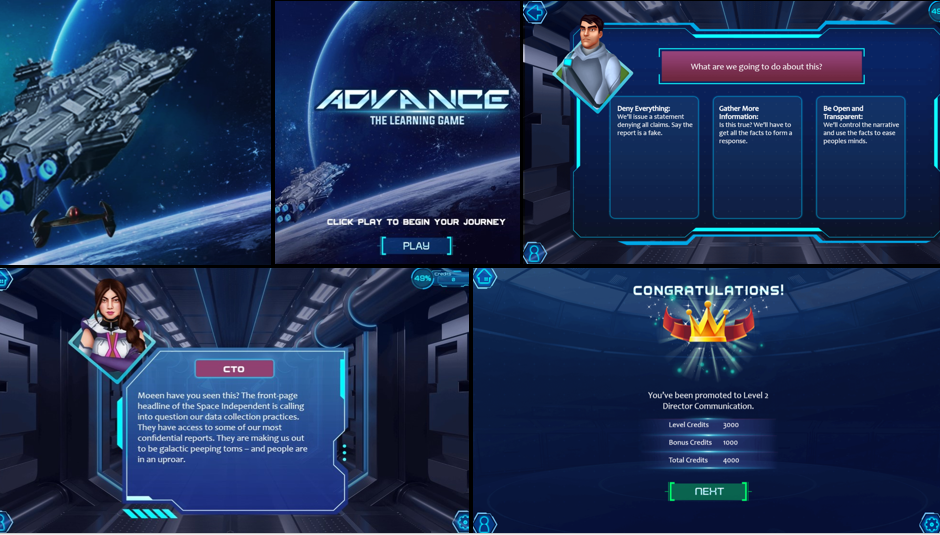 ADVANCE
THE LEARNING GAME
CLICK PLAY TO BEGIN YOUR JOURNEY
PLAY
What are we going to do about this?
Deny Everything:
We'll issue a statement
denying all claims. Say the
report is a fake.
Gather More
Information:
Is this true? We'll have to
get all the facts to form a
response.
Be Open and
Transparent:
We'll control the narrative
and use the facts to ease
peoples minds.
49%
Credits
0
CTO
Moeen have you seen this? The front-page
headline of the Space Independent is calling
into question our data collection practices.
They have access to some of our most
confidential reports. They are making us out
to be galactic peeping toms – and people are
in an uproar.
CONGRATULATIONS!
You've been promoted to Level 2
Director Communication.
Level Credits 3000
Bonus Credits 1000
Total Credits 4000
NEXT